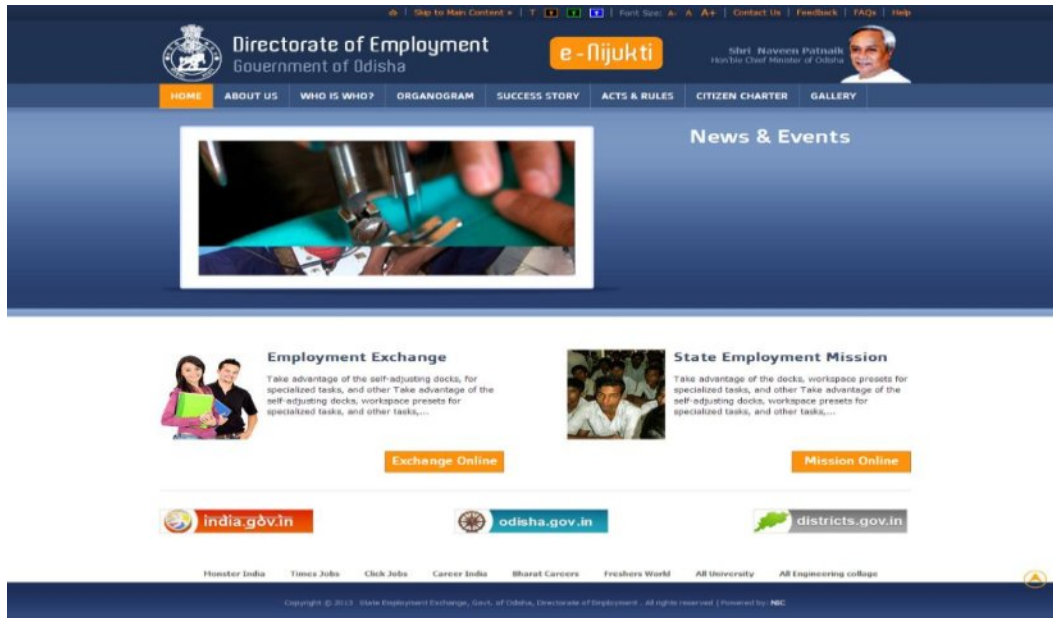 Skip to Main Content | T T T T | Font Size: A- A A+ | Contact Us | Feedback | FAQs | Help
Directorate of Employment
Government of Odisha
e-Nijukti
Shri Naveen Patnaik
Hon'ble Chief Minister of Odisha
HOME ABOUT US WHO IS WHO? ORGANOGRAM SUCCESS STORY ACTS & RULES CITIZEN CHARTER GALLERY
News & Events
Employment Exchange
Take advantage of the self-adjusting docks, for
specialized tasks, and other Take advantage of the
self-adjusting docks, workspace presets for
specialized tasks, and other tasks,...
Exchange Online
State Employment Mission
Take advantage of the docks, workspace presets for
specialized tasks, and other Take advantage of the
self-adjusting docks, workspace presets for
specialized tasks, and other tasks,...
Mission Online
india.gov.in
odisha.gov.in
districts.gov.in
Monster India Times Jobs Click Jobs Career India Bharat Careers Freshers World All University All Engineering collage
Copyright © 2013 State Employment Exchange, Govt. of Odisha, Directorate of Employment . All rights reserved | Powered by: NIC